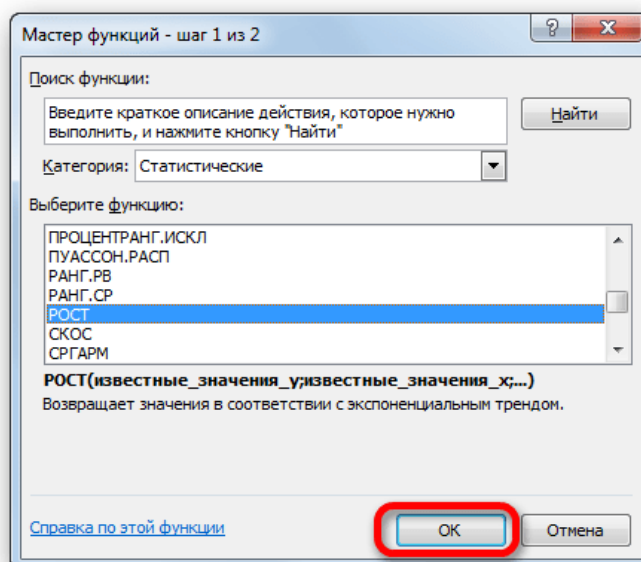 Мастер функций - шаг 1 из 2
Поиск функции:
Введите краткое описание действия, которое нужно
выполнить, и нажмите кнопку "Найти"
Найти
Категория: Статистические
Выберите функцию:
ПРОЦЕНТРАНГ.ИСКЛ
ПУАССОН.РАСП
РАНГ.РВ
РАНГ.СР
РОСТ
СКОС
СРГАРМ
РОСТ(известные_значения_y;известные_значения_x;...)
Возвращает значения в соответствии с экспоненциальным трендом.
Справка по этой функции
ОК
Отмена